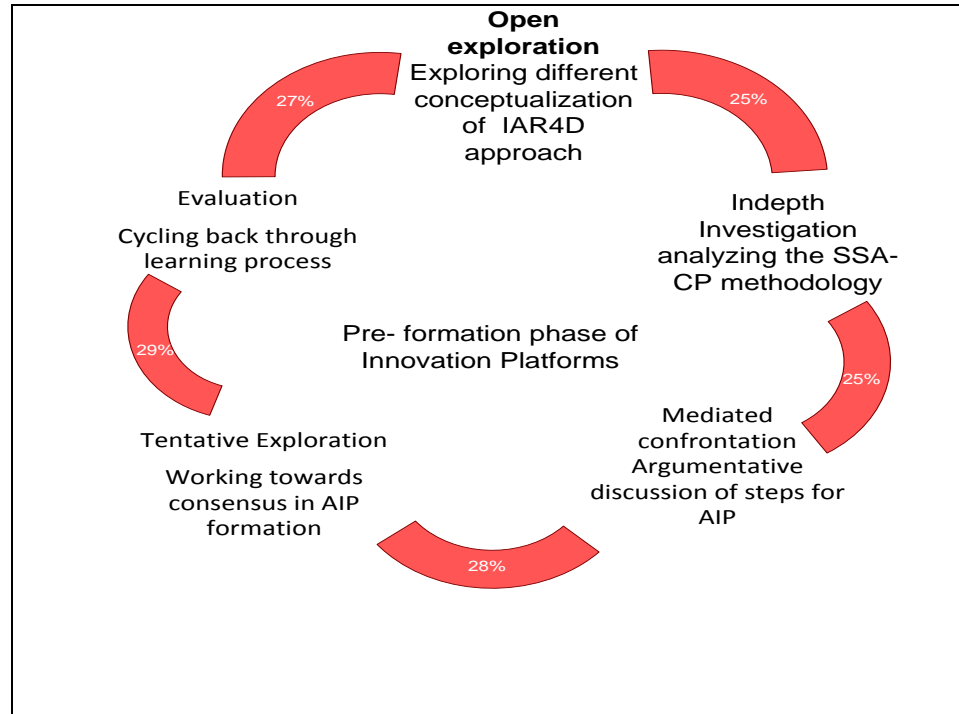 Open
exploration
Exploring different
conceptualization
of IAR4D
approach
25%
Indepth
Investigation
analyzing the SSA-
CP methodology
25%
Mediated
confrontation
Argumentative
discussion of steps for
AIP
28%
Tentative Exploration
Working towards
consensus in AIP
formation
29%
Evaluation
Cycling back through
learning process
27%
Pre- formation phase of
Innovation Platforms